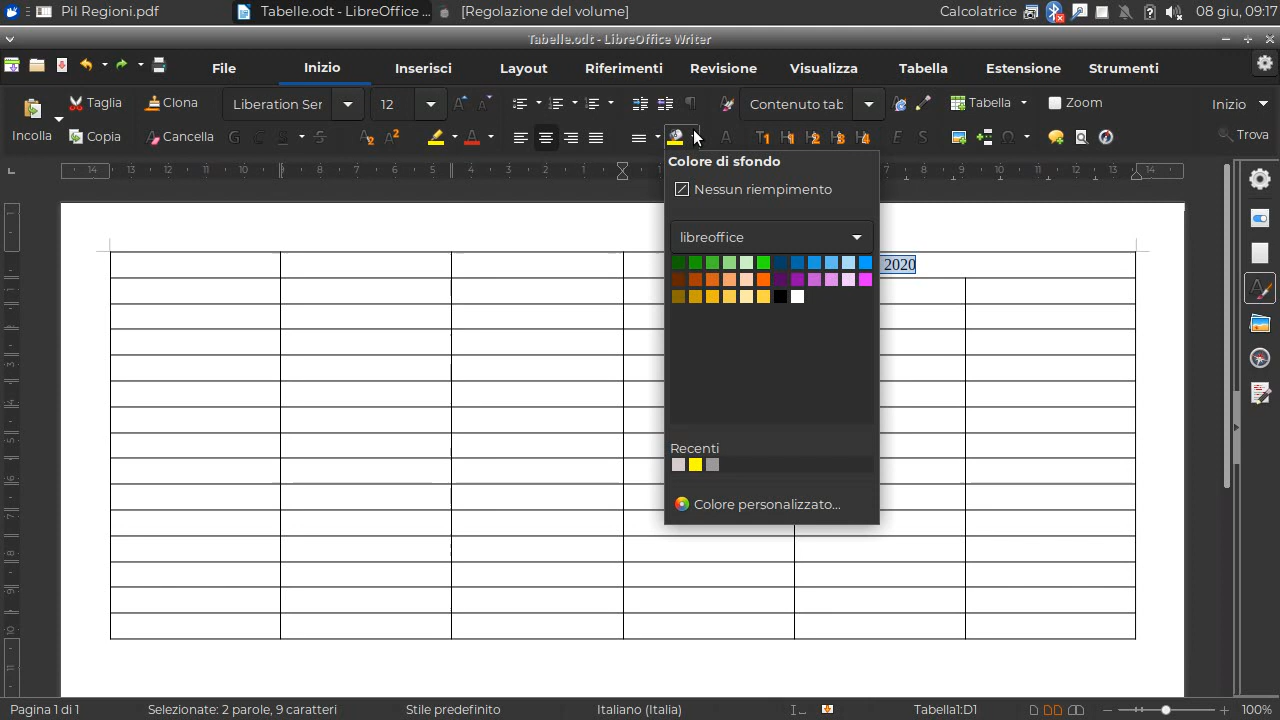 Pil Regioni.pdf
Tabelle.odt - LibreOffice ...
[Regolazione del volume]
Calcolatrice
08 giu, 09:17
Tabelle.odt - LibreOffice Writer
File
Inizio
Inserisci
Layout
Riferimenti
Revisione
Visualizza
Tabella
Estensione
Strumenti
Incolla
Taglia
Copia
Clona
Cancella
Liberation Ser
12
Contenuto tab
Tabella
Zoom
Inizio
Trova
Colore di sfondo
Nessun riempimento
libreoffice
2020
Recenti
Colore personalizzato...
Pagina 1 di 1
Selezionate: 2 parole, 9 caratteri
Stile predefinito
Italiano (Italia)
Tabella1:D1
100%